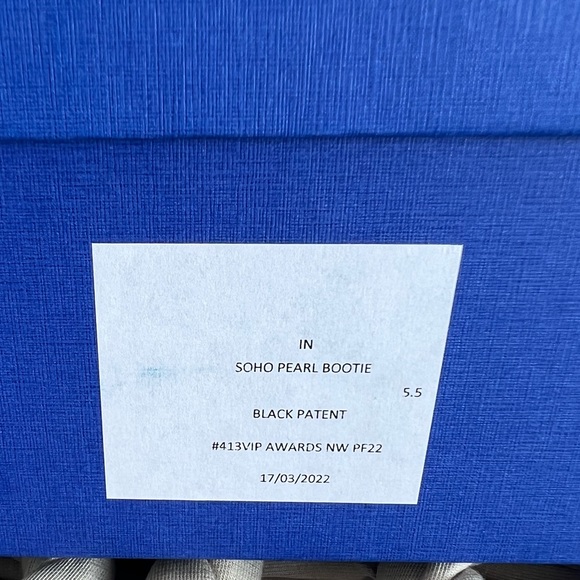 IN
SOHO PEARL BOOTIE
5.5
BLACK PATENT
#413VIP AWARDS NW PF22
17/03/2022